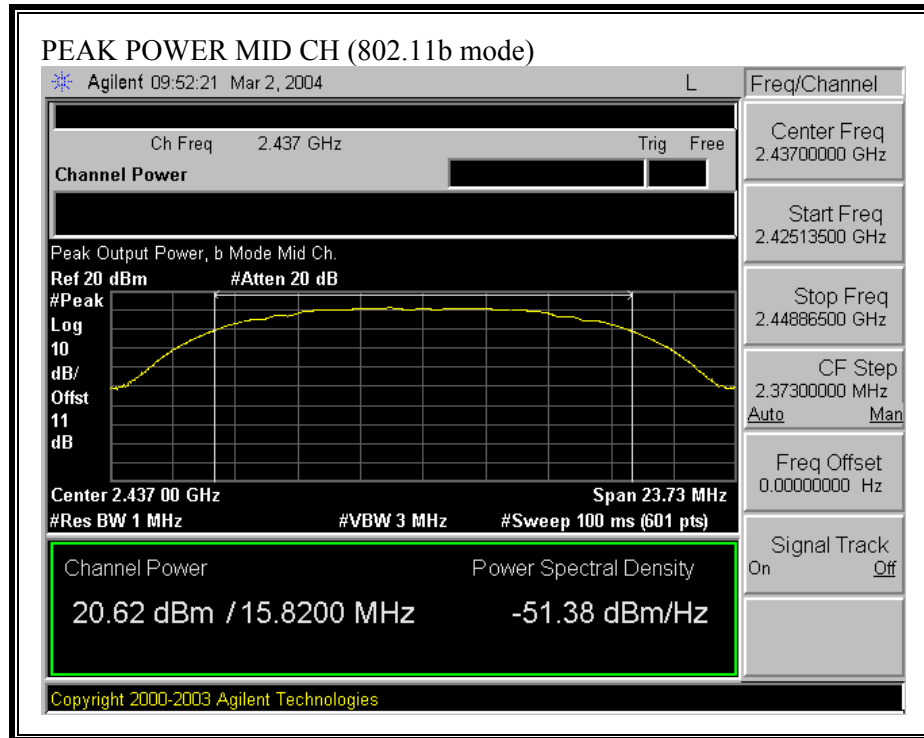 PEAK POWER MID CH (802.11b mode)
Agilent 09:52:21 Mar 2, 2004 L
Freq/Channel
Ch Freq 2.437 GHz Trig Free
Channel Power
Center Freq
2.43700000 GHz
Start Freq
2.42513500 GHz
Stop Freq
2.44886500 GHz
CF Step
2.37300000 MHz
Auto Man
Freq Offset
0.00000000 Hz
Signal Track
On Off
Peak Output Power, b Mode Mid Ch.
Ref 20 dBm #Atten 20 dB
#Peak
Log
10
dB/
Offst
11
dB
Center 2.437 00 GHz Span 23.73 MHz
#Res BW 1 MHz #VBW 3 MHz #Sweep 100 ms (601 pts)
Channel Power Power Spectral Density
20.62 dBm / 15.8200 MHz -51.38 dBm/Hz
Copyright 2000-2003 Agilent Technologies